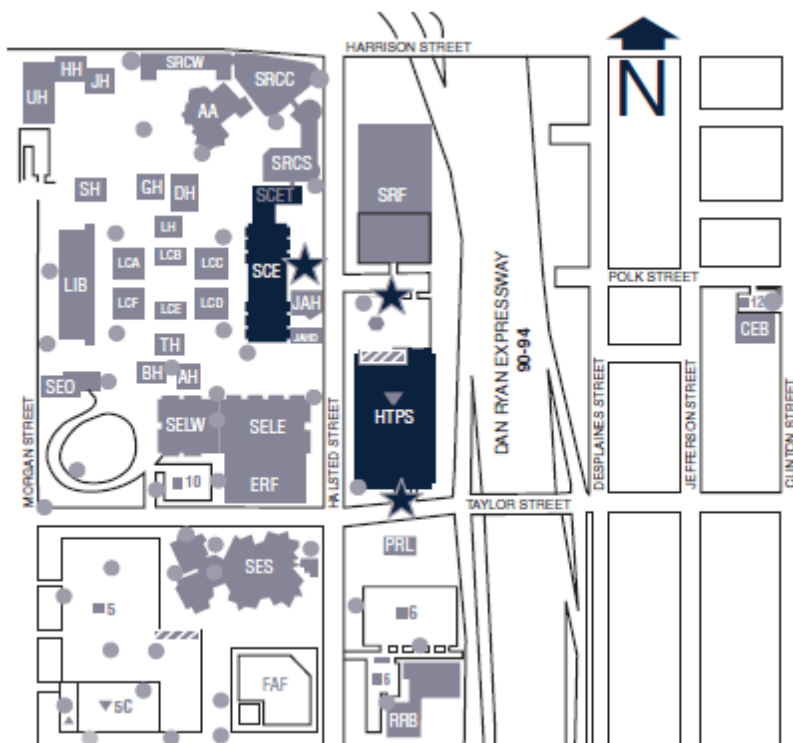 HARRISON STREET
N
HH
SRCW
JH
SRCC
UH
AA
SRCS
SH
GH
DH
SCET
SRF
LH
LCA
LCB
LCC
SCE
LIB
POLK STREET
LCF
LCE
LCD
JAH
JAHD
CEB
TH
BH
AH
SEO
DAN RYAN EXPRESSWAY
90-94
SELW
SELE
HTPS
MORGAN STREET
HALSTED STREET
DESPLAINES STREET
JEFFERSON STREET
CLINTON STREET
10
ERF
TAYLOR STREET
PRL
SES
5
6
FAF
6
5C
RRB